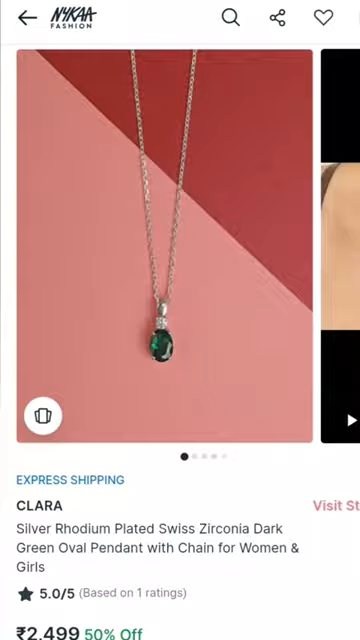 NYKAA
FASHION
EXPRESS SHIPPING
CLARA
Visit St
Silver Rhodium Plated Swiss Zirconia Dark
Green Oval Pendant with Chain for Women &
Girls
5.0/5 (Based on 1 ratings)
₹2,499 50% Off